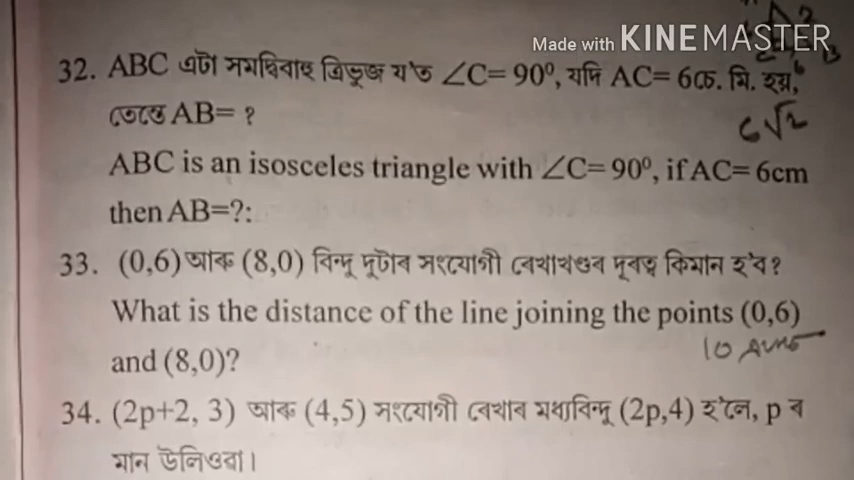 Made with KINEMASTER
32. ABC এটা সমদ্বিবাহু ত্ৰিভূজ য'ত ∠C= 90⁰, যদি AC= 6চে. মি. হয়,
তেন্তে AB= ?
6√2
ABC is an isosceles triangle with ∠C= 90⁰, if AC= 6cm
then AB=?:
33. (0,6) আৰু (8,0) বিন্দু দূটাৰ সংযোগী ৰেখাখণ্ডৰ দূৰত্ব কিমান হ'ব?
What is the distance of the line joining the points (0,6)
and (8,0)?
10
34. (2p+2, 3) আৰু (4,5) সংযোগী ৰেখাৰ মধ্যবিন্দু (2p,4) হ'লে, p ৰ
মান উলিওৱা।